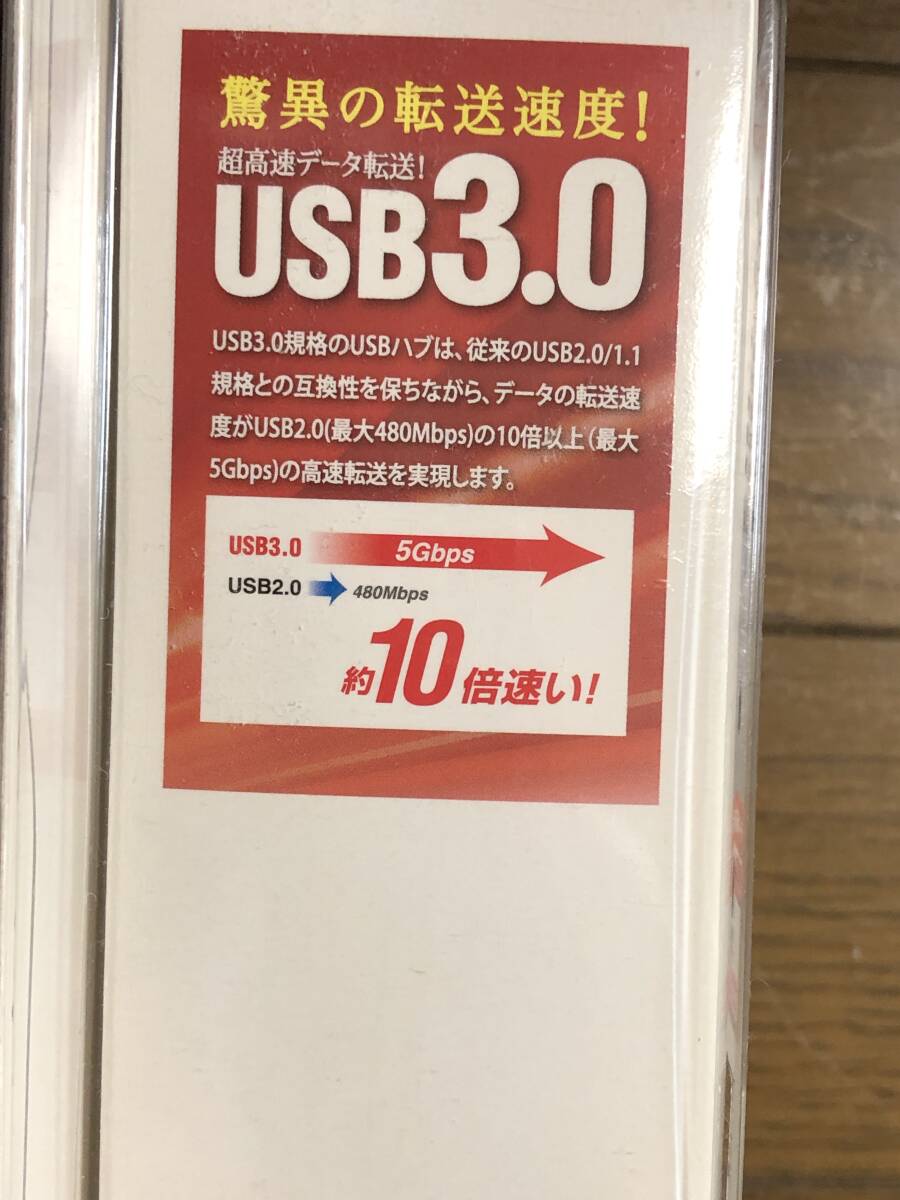 驚異の転送速度!
超高速データ転送!
USB3.0
USB3.0規格のUSBハブは、従来のUSB2.0/1.1
規格との互換性を保ちながら、データの転送速
度がUSB2.0(最大480Mbps)の10倍以上(最大
5Gbps)の高速転送を実現します。
USB3.0 5Gbps
USB2.0 480Mbps
約10倍速い!